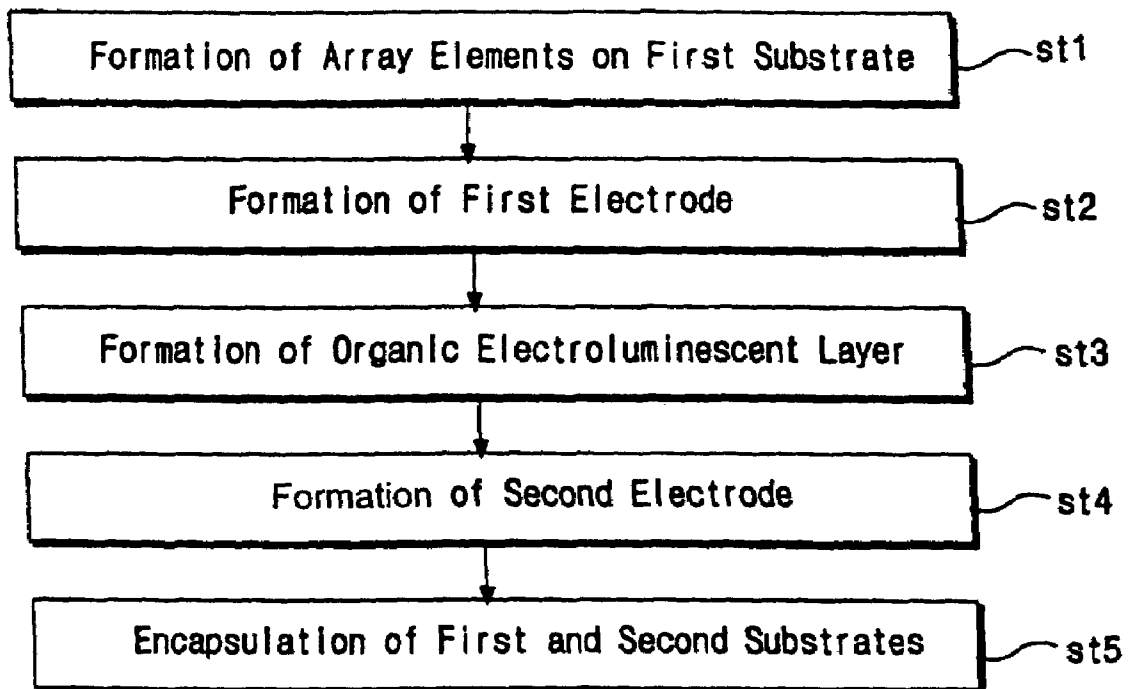 Formation of Array Elements on First Substrate st1
Formation of First Electrode st2
Formation of Organic Electroluminescent Layer st3
Formation of Second Electrode st4
Encapsulation of First and Second Substrates st5